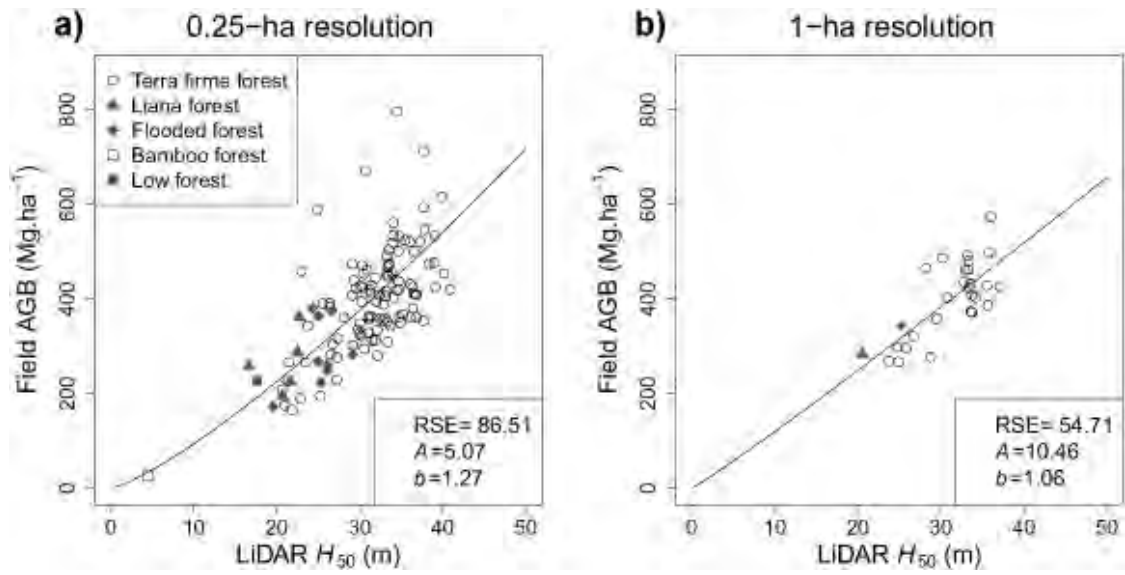 a) 0.25−ha resolution
Terra firme forest
Liana forest
Flooded forest
Bamboo forest
Low forest
Field AGB (Mg.ha−1)
800
600
400
200
0
RSE= 86.51
A=5.07
b=1.27
0 10 20 30 40 50
LiDAR H50 (m)
b) 1−ha resolution
Field AGB (Mg.ha−1)
800
600
400
200
0
RSE= 54.71
A=10.46
b=1.06
0 10 20 30 40 50
LiDAR H50 (m)